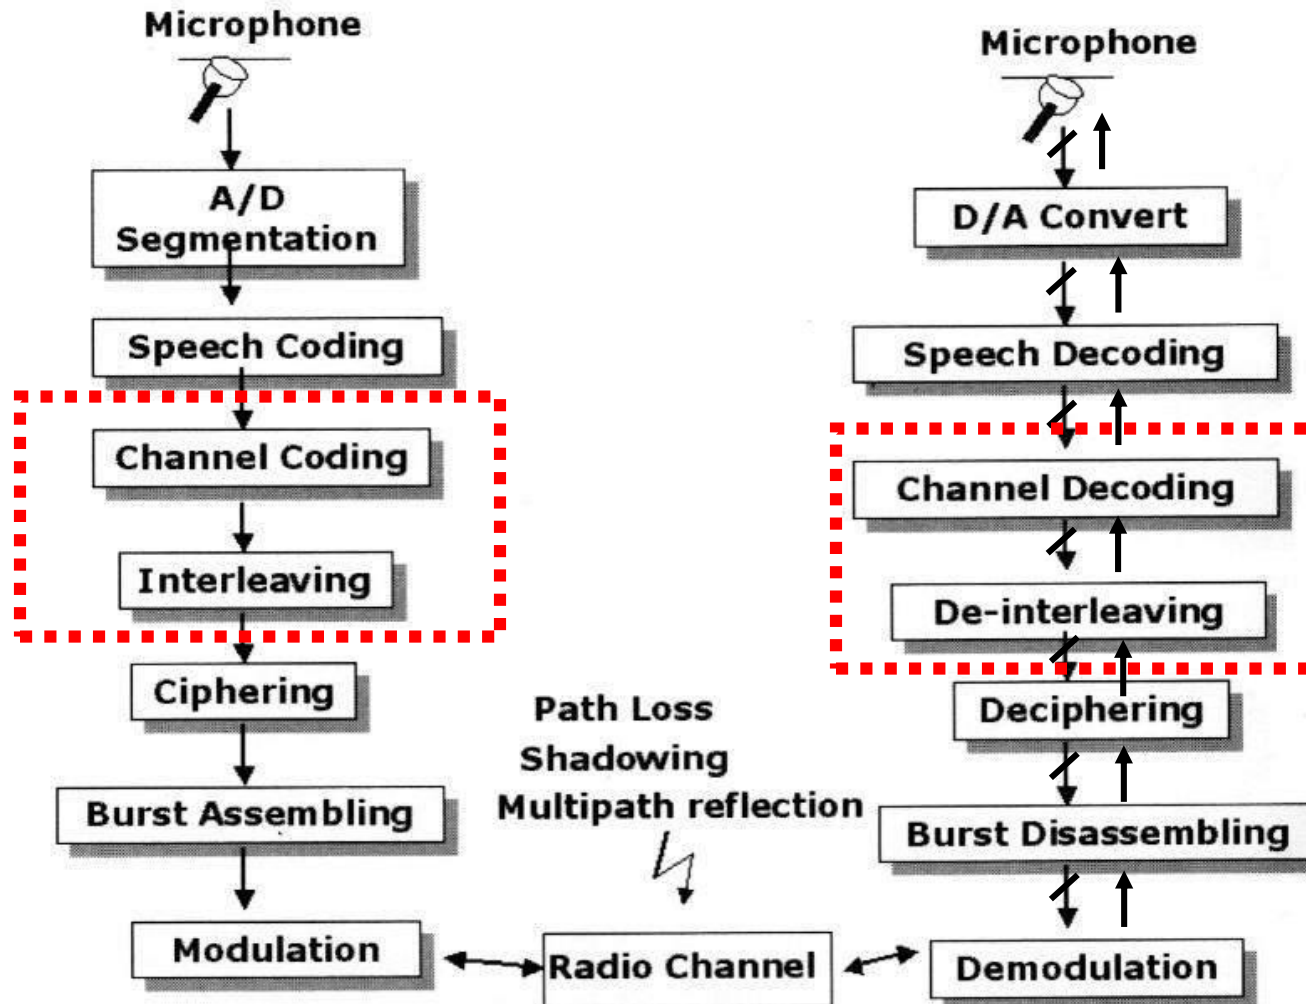 Microphone
A/D
Segmentation
Speech Coding
Channel Coding
Interleaving
Ciphering
Burst Assembling
Modulation
Path Loss
Shadowing
Multipath reflection
Radio Channel
Microphone
D/A Convert
Speech Decoding
Channel Decoding
De-interleaving
Deciphering
Burst Disassembling
Demodulation